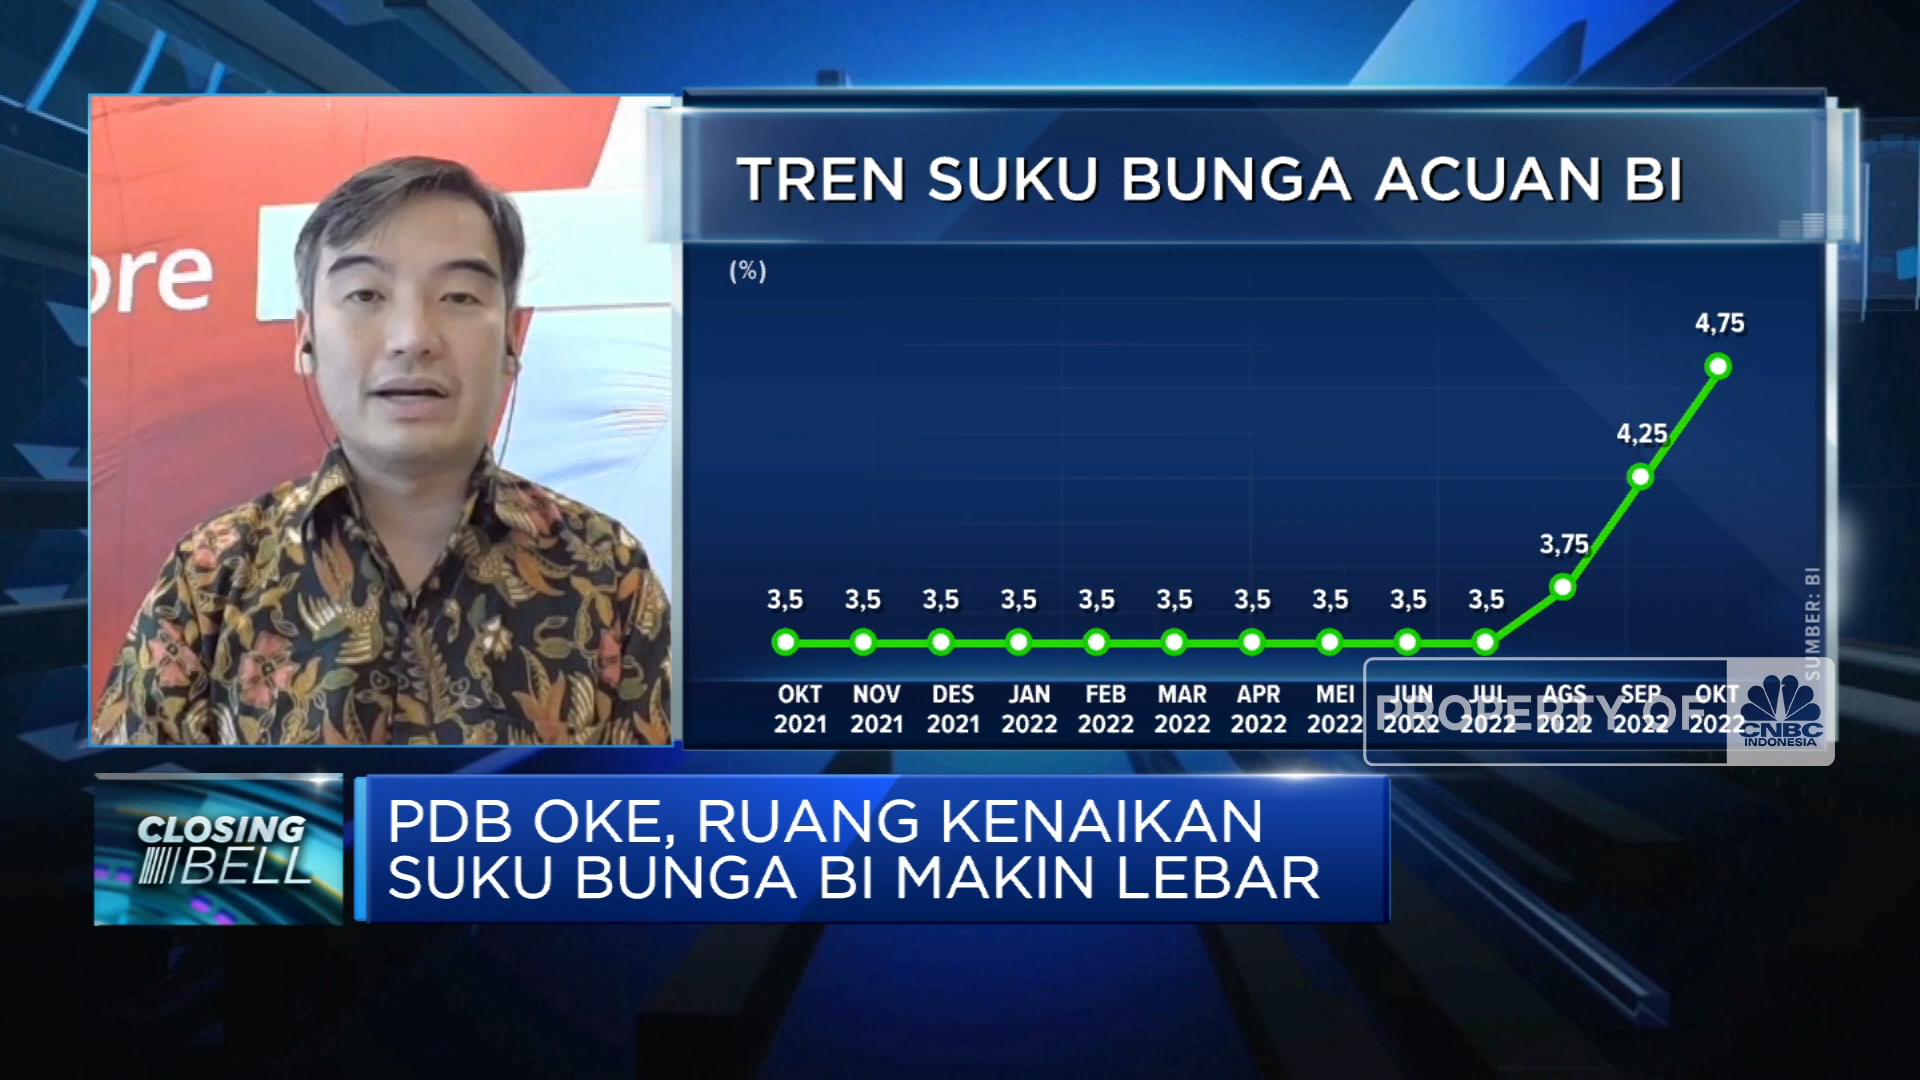 ore
TREN SUKU BUNGA ACUAN BI
(%)
3,5 3,5 3,5 3,5 3,5 3,5 3,5 3,5 3,5 3,5 3,75 4,25 4,75
OKT NOV DES JAN FEB MAR APR MEI JUN JUL AGS SEP OKT
2021 2021 2021 2022 2022 2022 2022 2022 2022 2022 2022 2022 2022
SUMBER: BI
PROPERTY OF
CNBC
INDONESIA
CLOSING
BELL
PDB OKE, RUANG KENAIKAN
SUKU BUNGA BI MAKIN LEBAR